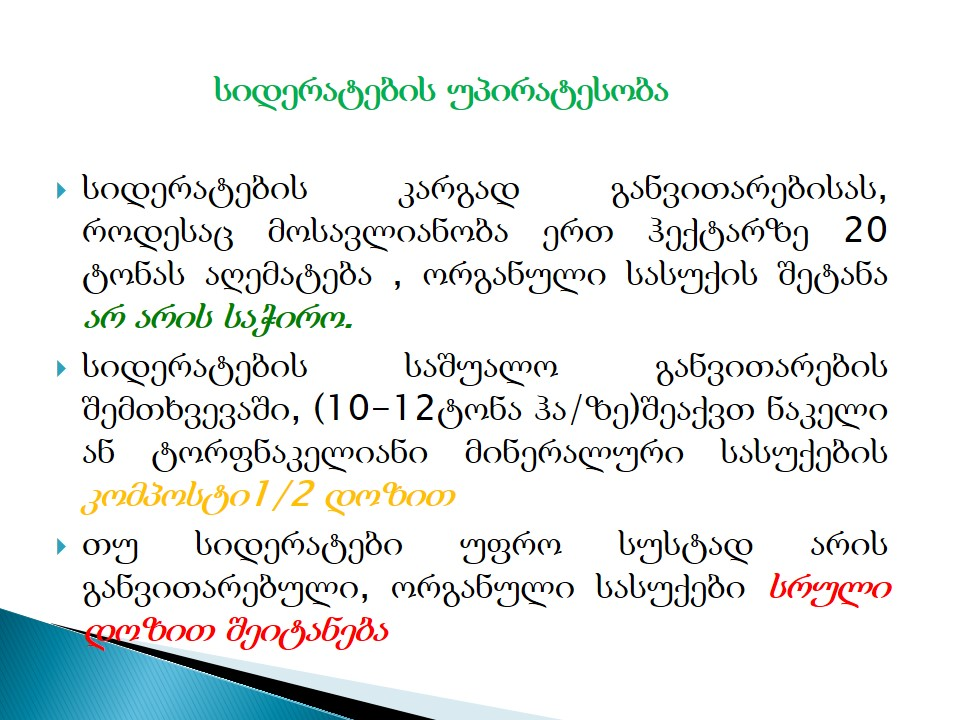 სიდერატების უპირატესობა
სიდერატების კარგად განვითარებისას,
როდესაც მოსავლიანობა ერთ ჰექტარზე 20
ტონას აღემატება , ორგანული სასუქის შეტანა
არ არის საჭირო.
სიდერატების საშუალო განვითარების
შემთხვევაში, (10-12ტონა ჰა/ზე)შეაქვთ ნაკელი
ან ტორფნაკელიანი მინერალური სასუქების
კომპოსტი1/2 დოზით
თუ სიდერატები უფრო სუსტად არის
განვითარებული, ორგანული სასუქები სრული
დოზით შეიტანება